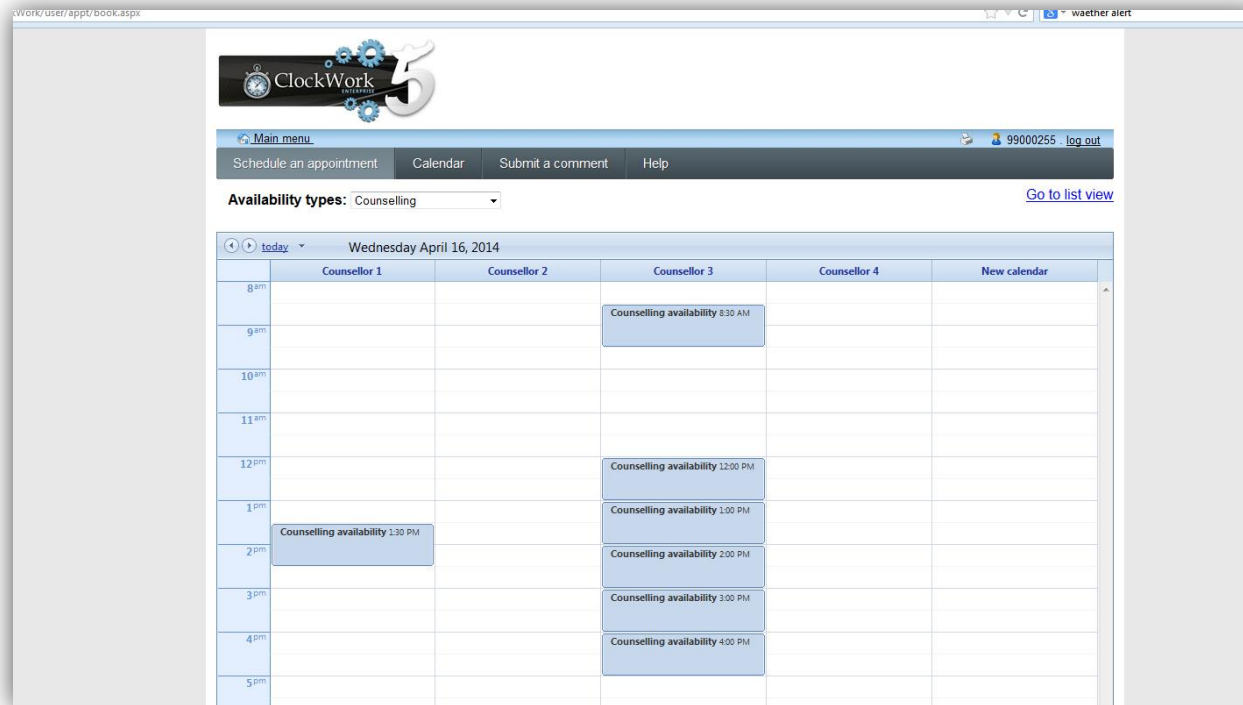 cWork/user/appt/book.aspx
waether alert
ClockWork 5
ENTERPRISE
Main menu
99000255 . log out
Schedule an appointment Calendar Submit a comment Help
Availability types: Counselling
Go to list view
today Wednesday April 16, 2014
Counsellor 1 Counsellor 2 Counsellor 3 Counsellor 4 New calendar
8am
Counselling availability 8:30 AM
9am
10am
11am
12pm
Counselling availability 12:00 PM
1pm
Counselling availability 1:00 PM
Counselling availability 1:30 PM
2pm
Counselling availability 2:00 PM
3pm
Counselling availability 3:00 PM
4pm
Counselling availability 4:00 PM
5pm